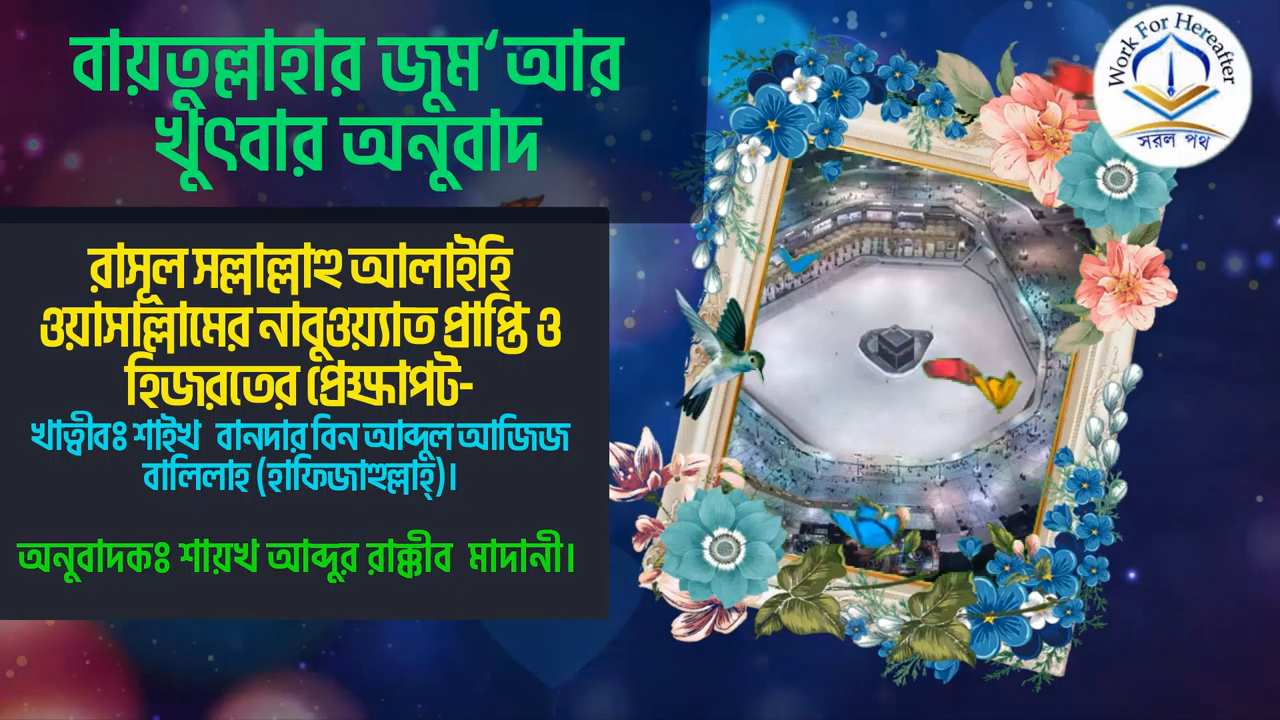 বায়তুল্লাহার জুম‘আর
খুৎবার অনুবাদ
রাসূল সল্লাল্লাহু আলাইহি
ওয়াসাল্লামের নাবুওয়্যাত প্রাপ্তি ও
হিজরতের প্রেক্ষাপট-
খাত্বীবঃ শাইখ বানদার বিন আব্দুল আজিজ
বালিলাহ (হাফিজাহুল্লাহ্)।
অনুবাদকঃ শায়খ আব্দুর রাক্কীব মাদানী।
Work For Hereafter
সরল পথ